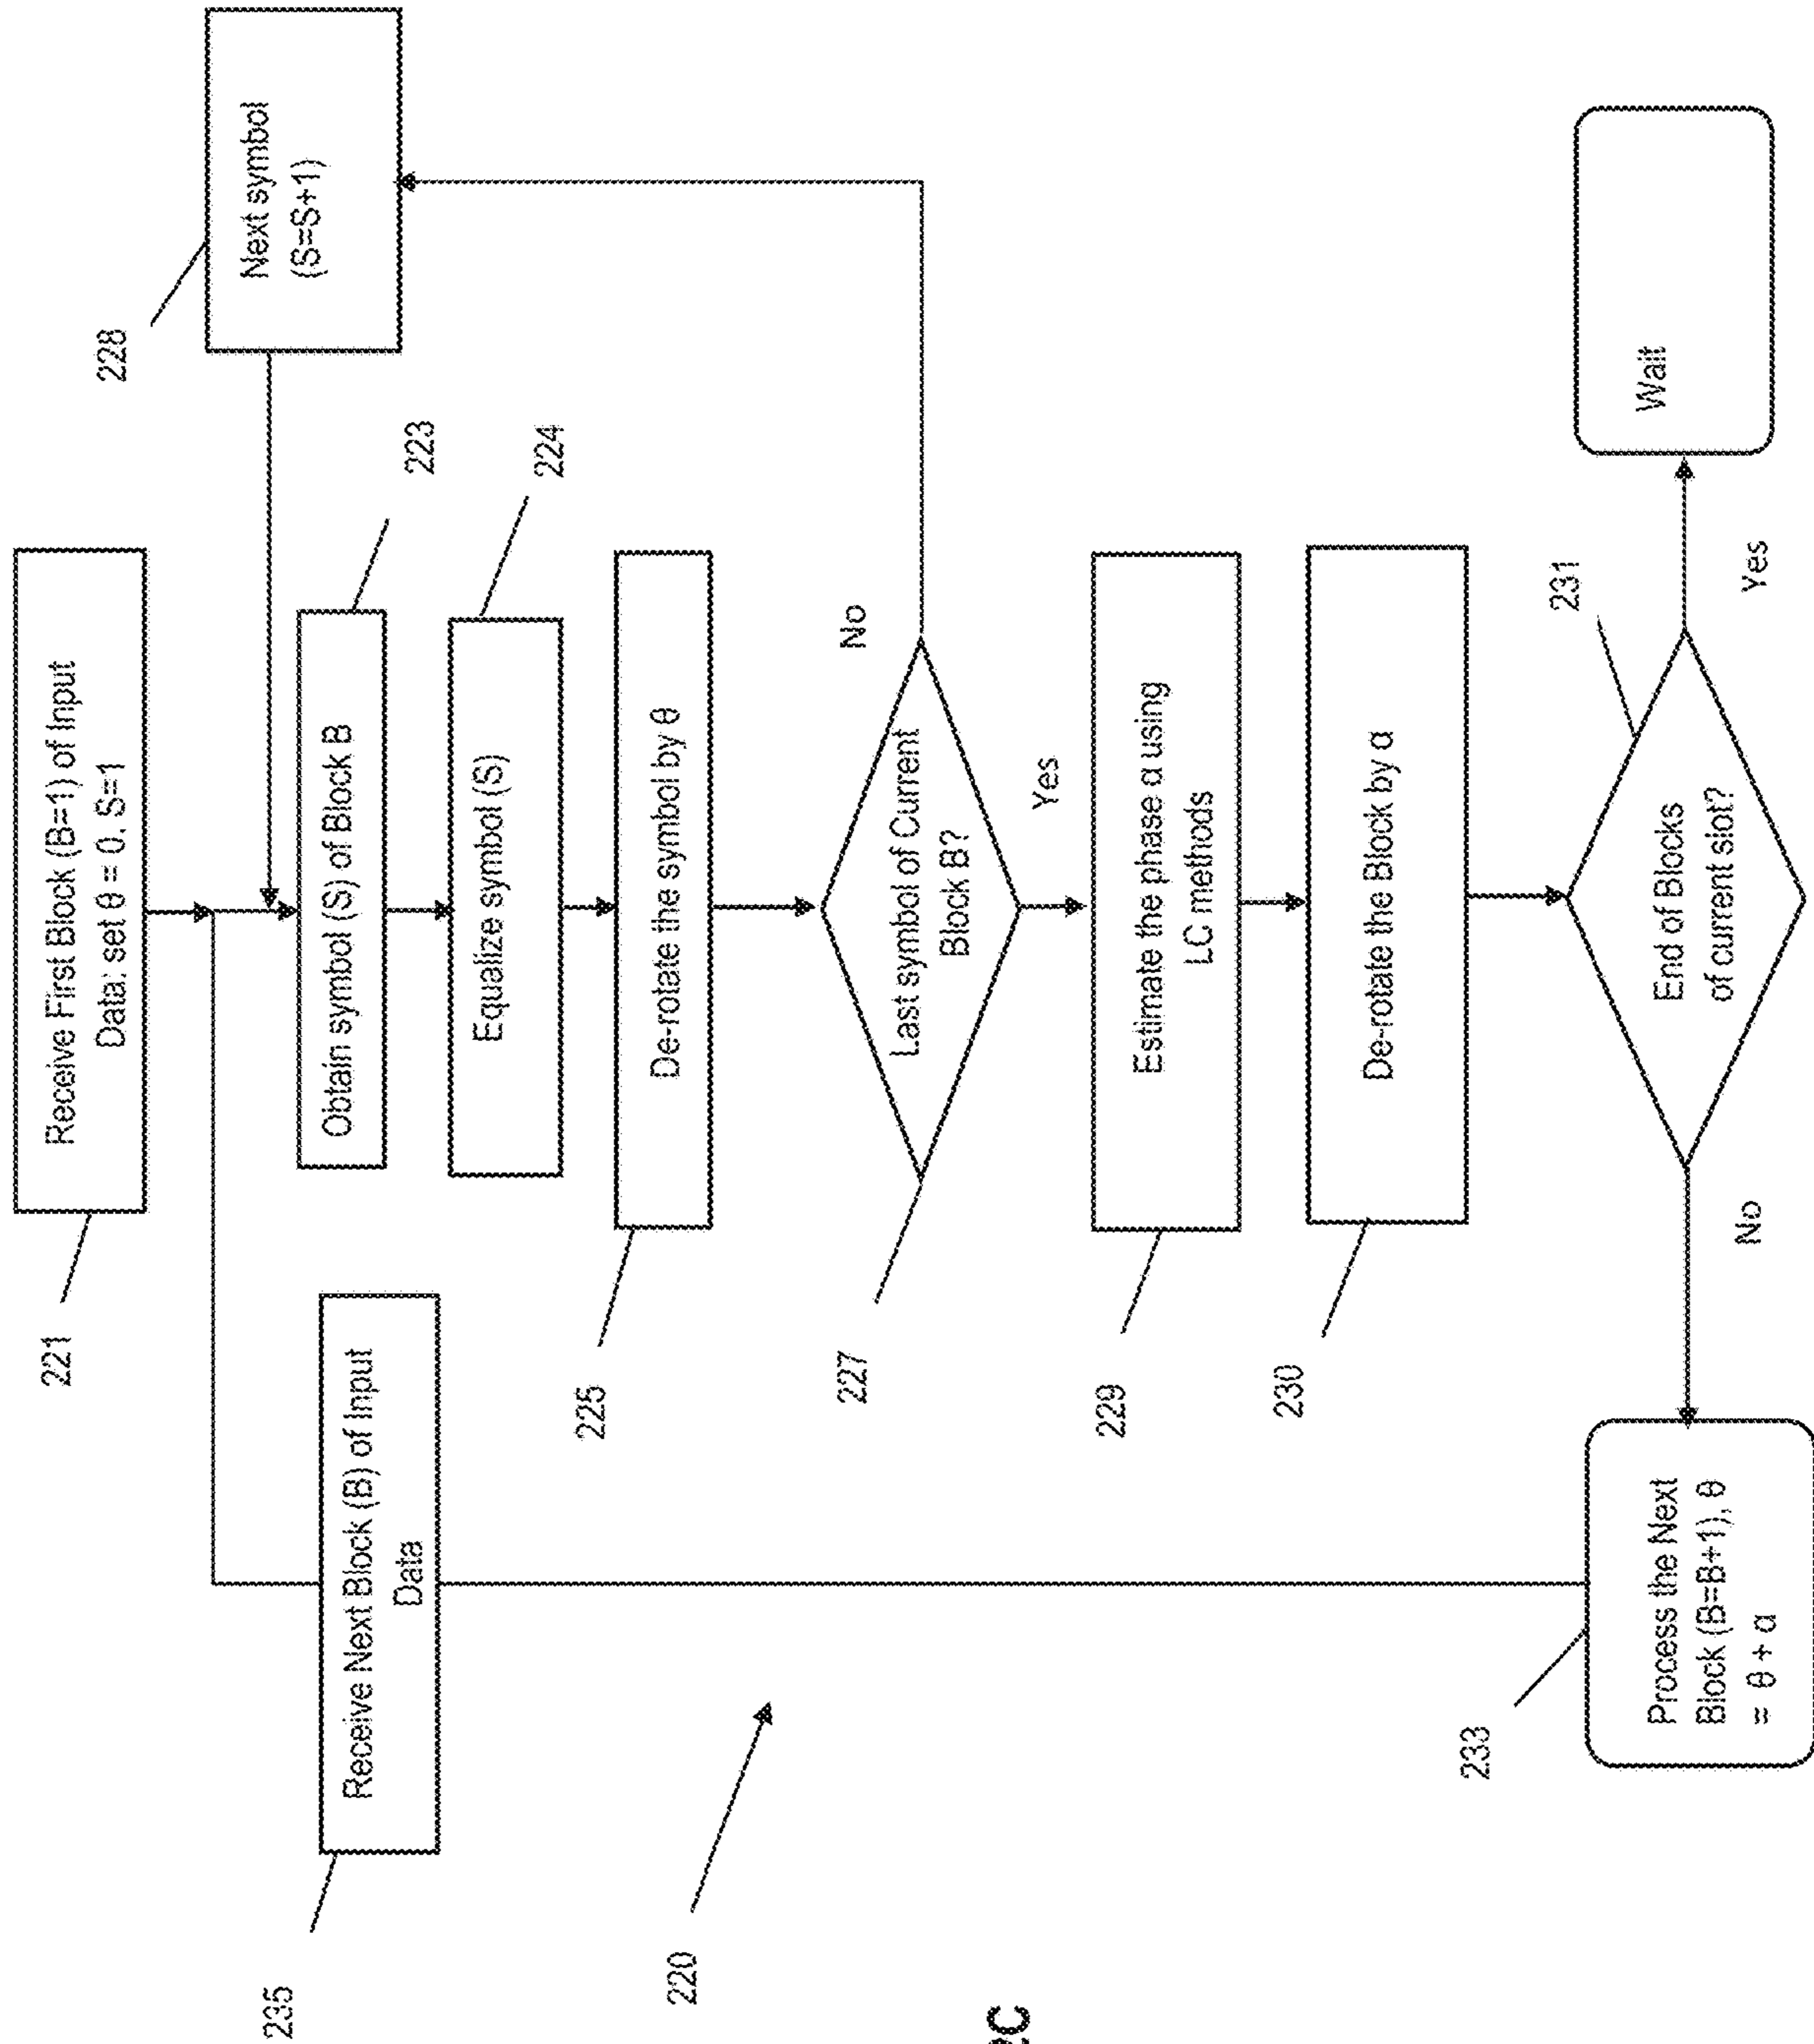 221
Receive First Block (B=1) of Input
Data: set θ = 0, S=1
228
Next symbol
(S=S+1)
235
Receive Next Block (B) of Input
Data
Obtain symbol (S) of Block B
223
Equalize symbol (S)
224
225
De-rotate the symbol by θ
227
Last symbol of Current
Block B?
No
Yes
229
Estimate the phase α using
LC methods
230
De-rotate the Block by α
231
End of Blocks
of current slot?
No
Yes
Wait
233
Process the Next
Block (B=B+1), θ
= θ + α
220